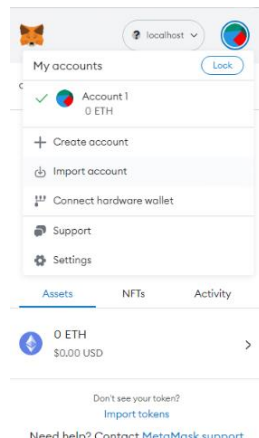 localhost
My accounts
Lock
Account 1
0 ETH
Create account
Import account
Connect hardware wallet
Support
Settings
Assets NFTs Activity
0 ETH
$0.00 USD
Don't see your token?
Import tokens
Need help? Contact MetaMask support